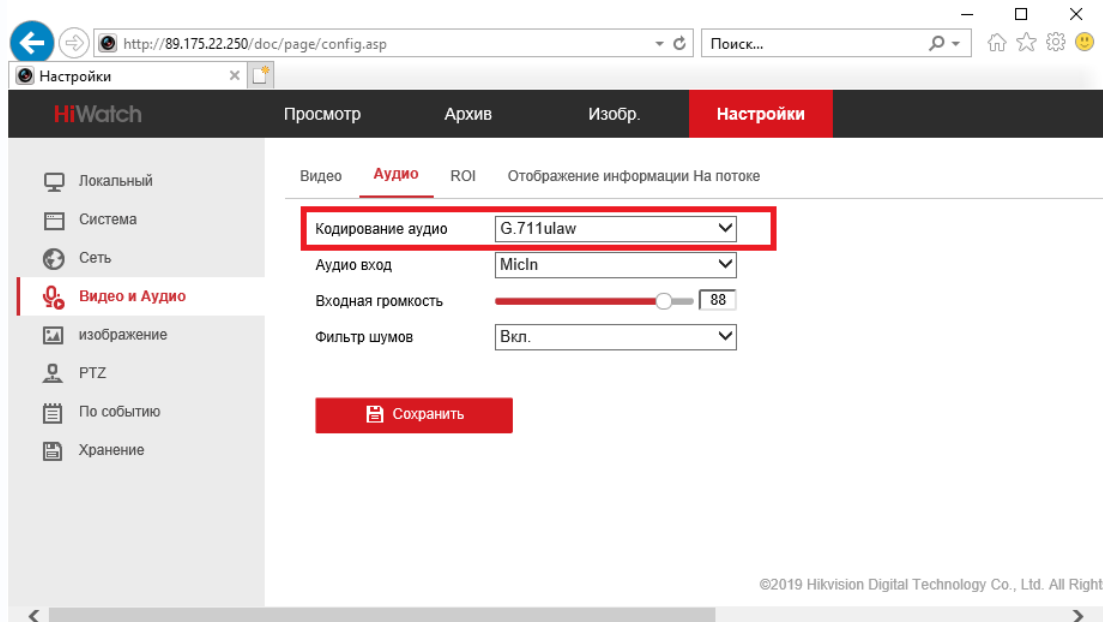 http://89.175.22.250/doc/page/config.asp
Поиск...
Настройки
HiWatch
Просмотр
Архив
Изобр.
Настройки
Локальный
Система
Сеть
Видео и Аудио
изображение
PTZ
По событию
Хранение
Видео
Аудио
ROI
Отображение информации На потоке
Кодирование аудио
G.711ulaw
Аудио вход
MicIn
Входная громкость
88
Фильтр шумов
Вкл.
Сохранить
©2019 Hikvision Digital Technology Co., Ltd. All Right